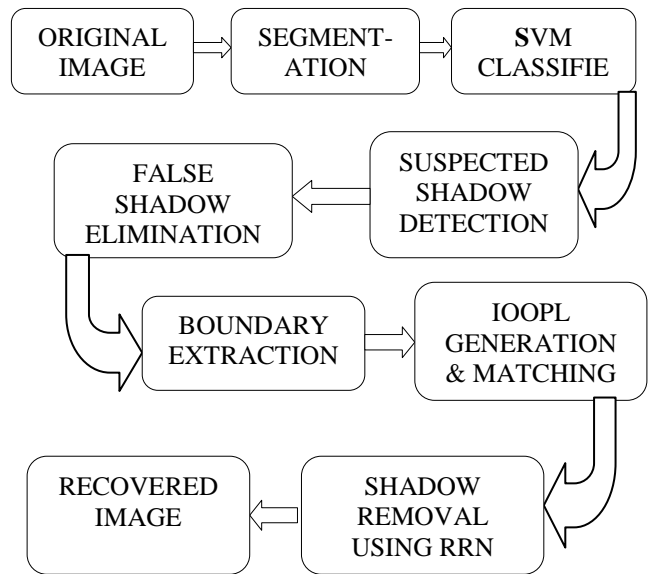 ORIGINAL
IMAGE
SEGMENT-
ATION
SVM
CLASSIFIE
SUSPECTED
SHADOW
DETECTION
FALSE
SHADOW
ELIMINATION
BOUNDARY
EXTRACTION
IOOPL
GENERATION
& MATCHING
SHADOW
REMOVAL
USING RRN
RECOVERED
IMAGE